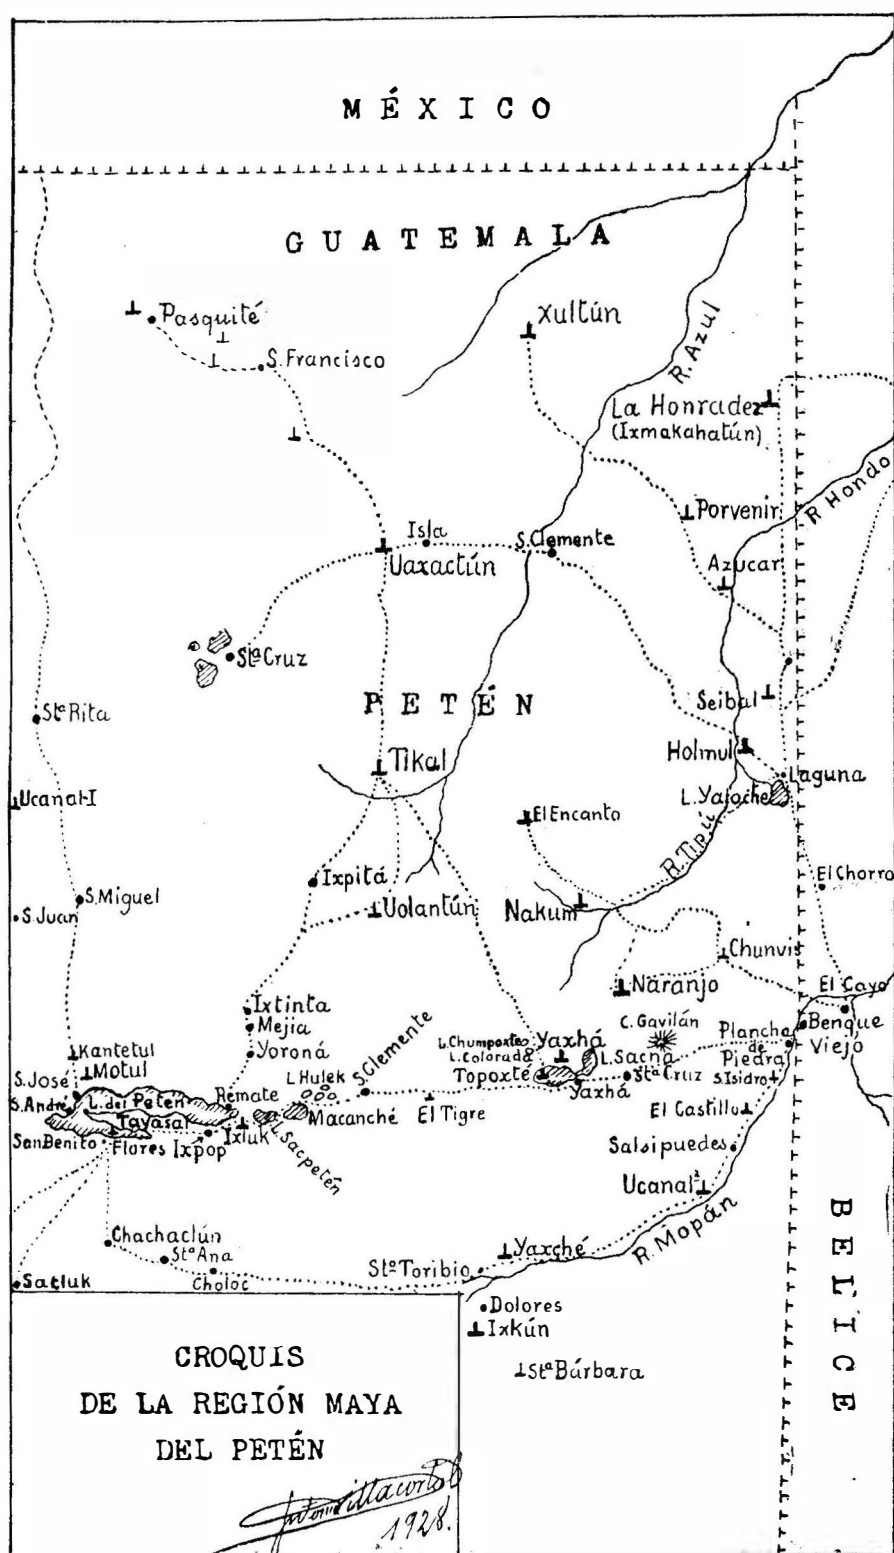 MÉXICO
GUATEMALA
Pasquité
Xultún
S. Francisco
R. Azul
La Honradez
(Ixmakahatún)
R. Hondo
Porvenir
Isla
S. Clemente
Uaxactún
Azucar
Stª Cruz
PETÉN
Stª Rita
Seibal
Holmul
Tikal
Laguna
L. Yaloche
Ucanal-I
El Encanto
R. Tipú
Ixpitá
El Chorro
S. Miguel
S. Juan
Uolantún
Nakum
Chunvis
Naranjo
El Cayo
Ixtinta
Mejia
Yoroná
S. Clemente
C. Gavilán
Benque
Viejo
Plancha
de
Piedra
L. Chumpoxte
L. Colorada
Yaxhá
L. Sacna
Kantetul
Motul
S. José
S. André
L. del Petén
Tayasal
Remate
L. Hulek
Topoxté
Yaxhá
Stª Cruz
S. Isidro
San Benito
Flores
Ixpop
Ixluk
L. Sacpetén
Macanché
El Tigre
El Castillo
Salsipuedes
Ucanal²
R. Mopán
Chachaclún
Stª Ana
Choloc
Satluk
Stº Toribio
Yaxché
Dolores
Ixkún
Stª Búrbara
BELICE
CROQUIS
DE LA REGIÓN MAYA
DEL PETÉN
1928.